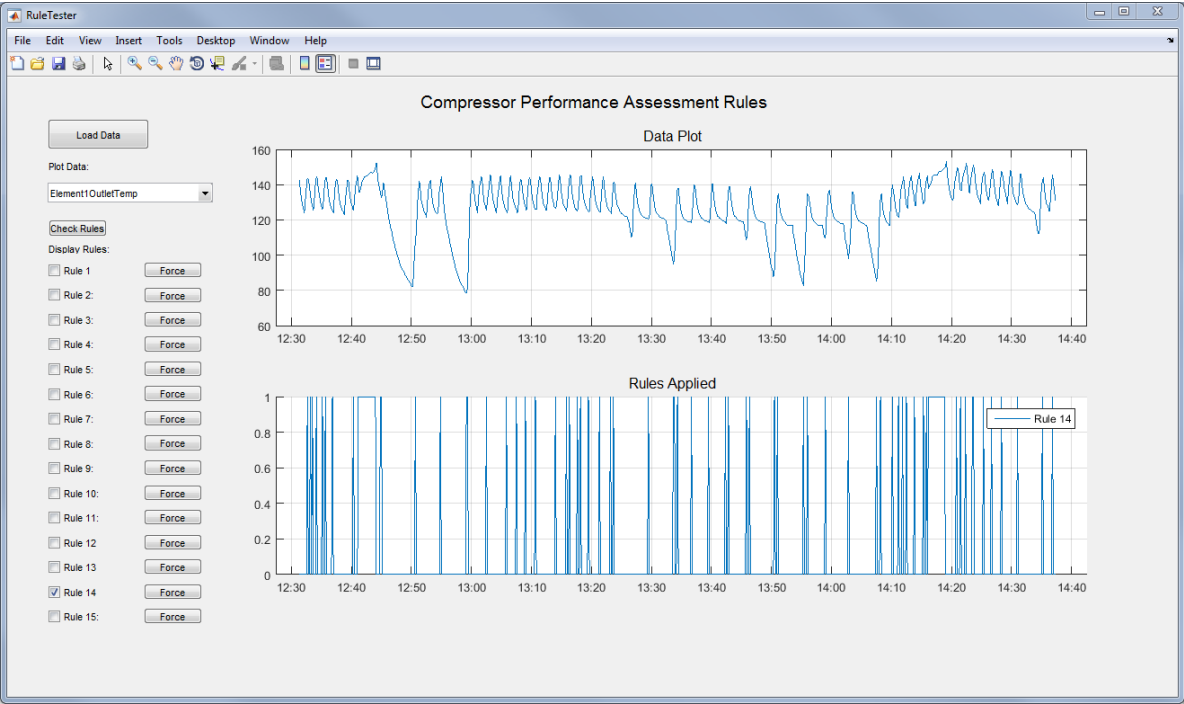 RuleTester
File Edit View Insert Tools Desktop Window Help
Compressor Performance Assessment Rules
Load Data
Plot Data:
Element1OutletTemp
Check Rules
Display Rules:
Rule 1 Force
Rule 2: Force
Rule 3: Force
Rule 4: Force
Rule 5: Force
Rule 6: Force
Rule 7: Force
Rule 8: Force
Rule 9: Force
Rule 10: Force
Rule 11: Force
Rule 12 Force
Rule 13 Force
Rule 14 Force
Rule 15: Force
Data Plot
160
140
120
100
80
60
12:30 12:40 12:50 13:00 13:10 13:20 13:30 13:40 13:50 14:00 14:10 14:20 14:30 14:40
Rules Applied
1
0.8
0.6
0.4
0.2
0
Rule 14
12:30 12:40 12:50 13:00 13:10 13:20 13:30 13:40 13:50 14:00 14:10 14:20 14:30 14:40